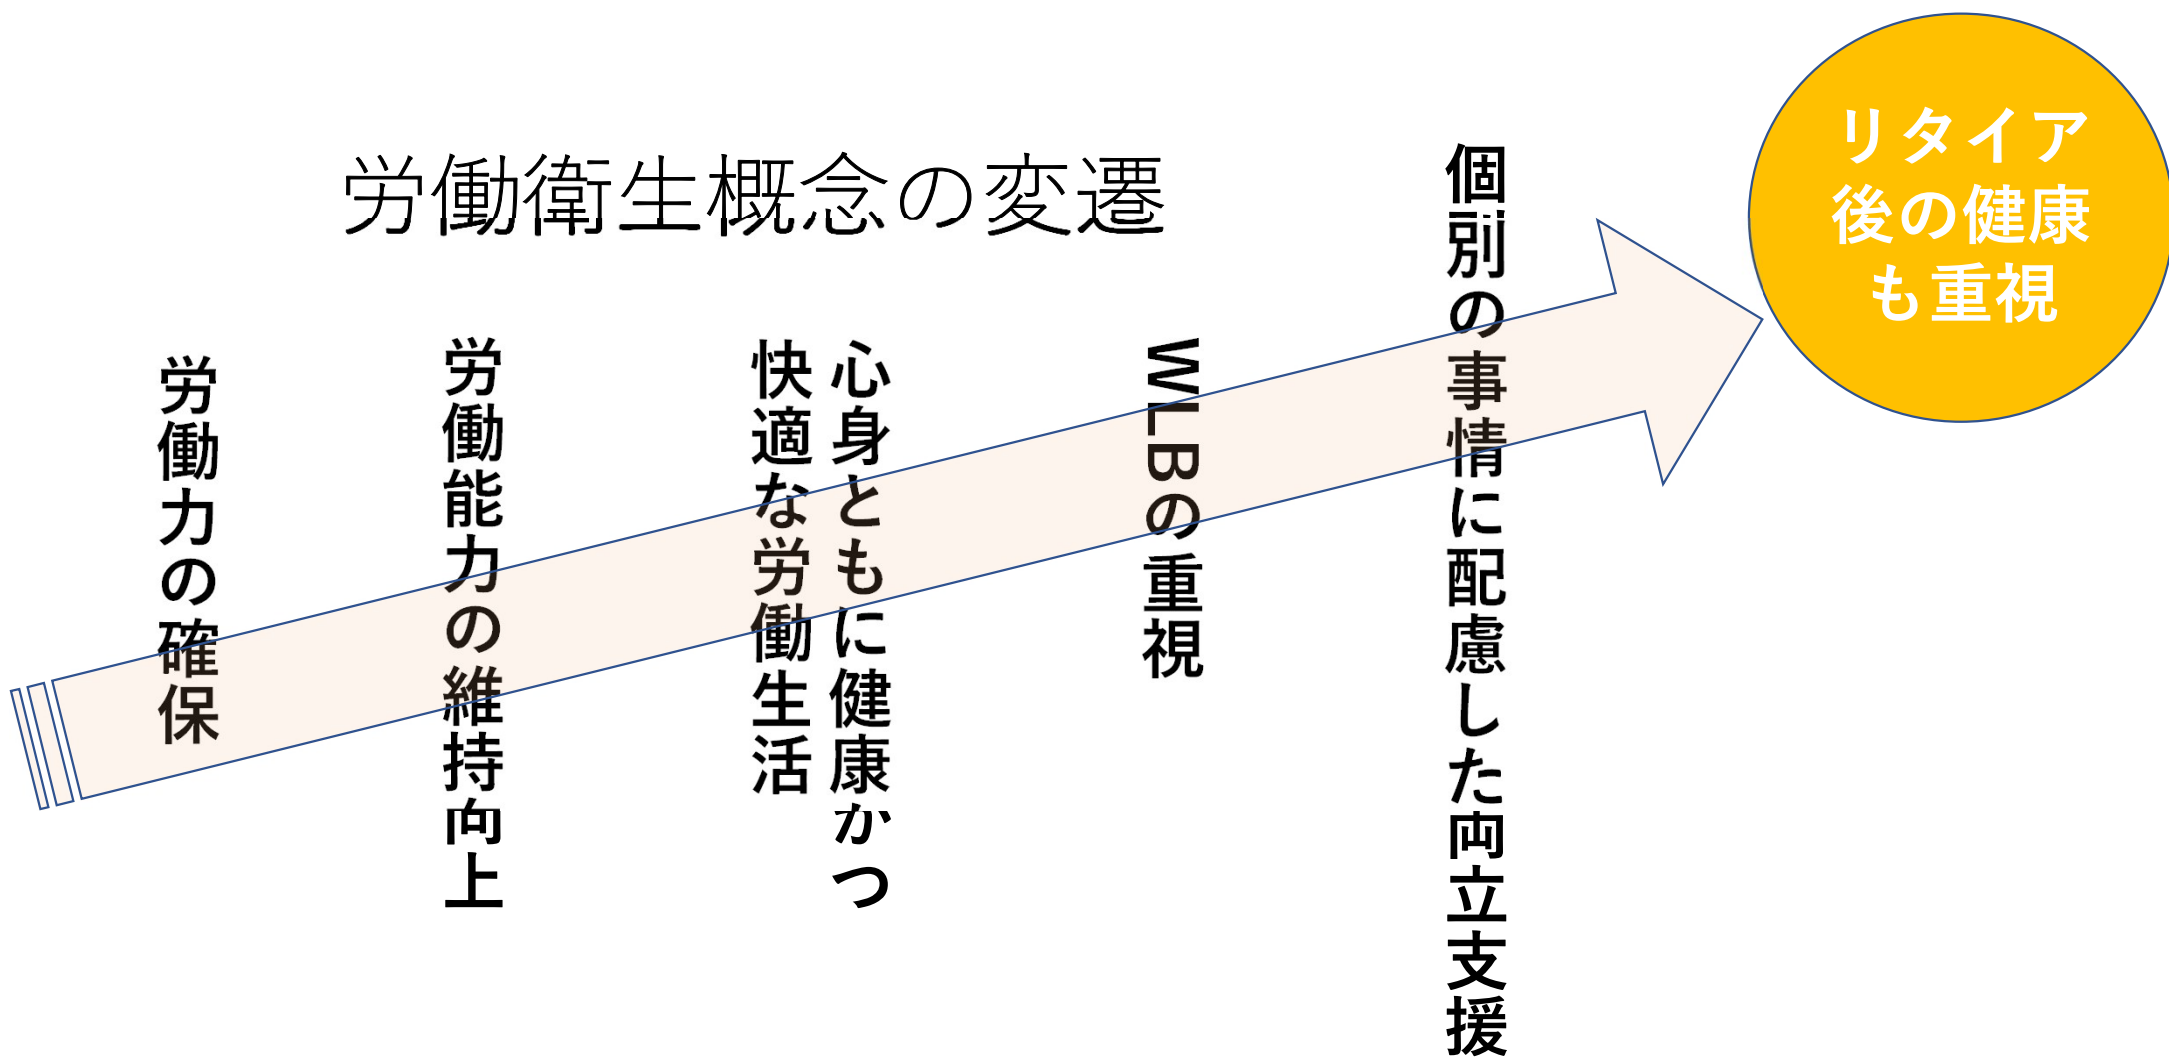 労働衛生概念の変遷
労働力の確保
労働能力の維持向上
心身ともに健康かつ
快適な労働生活
WLBの重視
個別の事情に配慮した両立支援
リタイア
後の健康
も重視